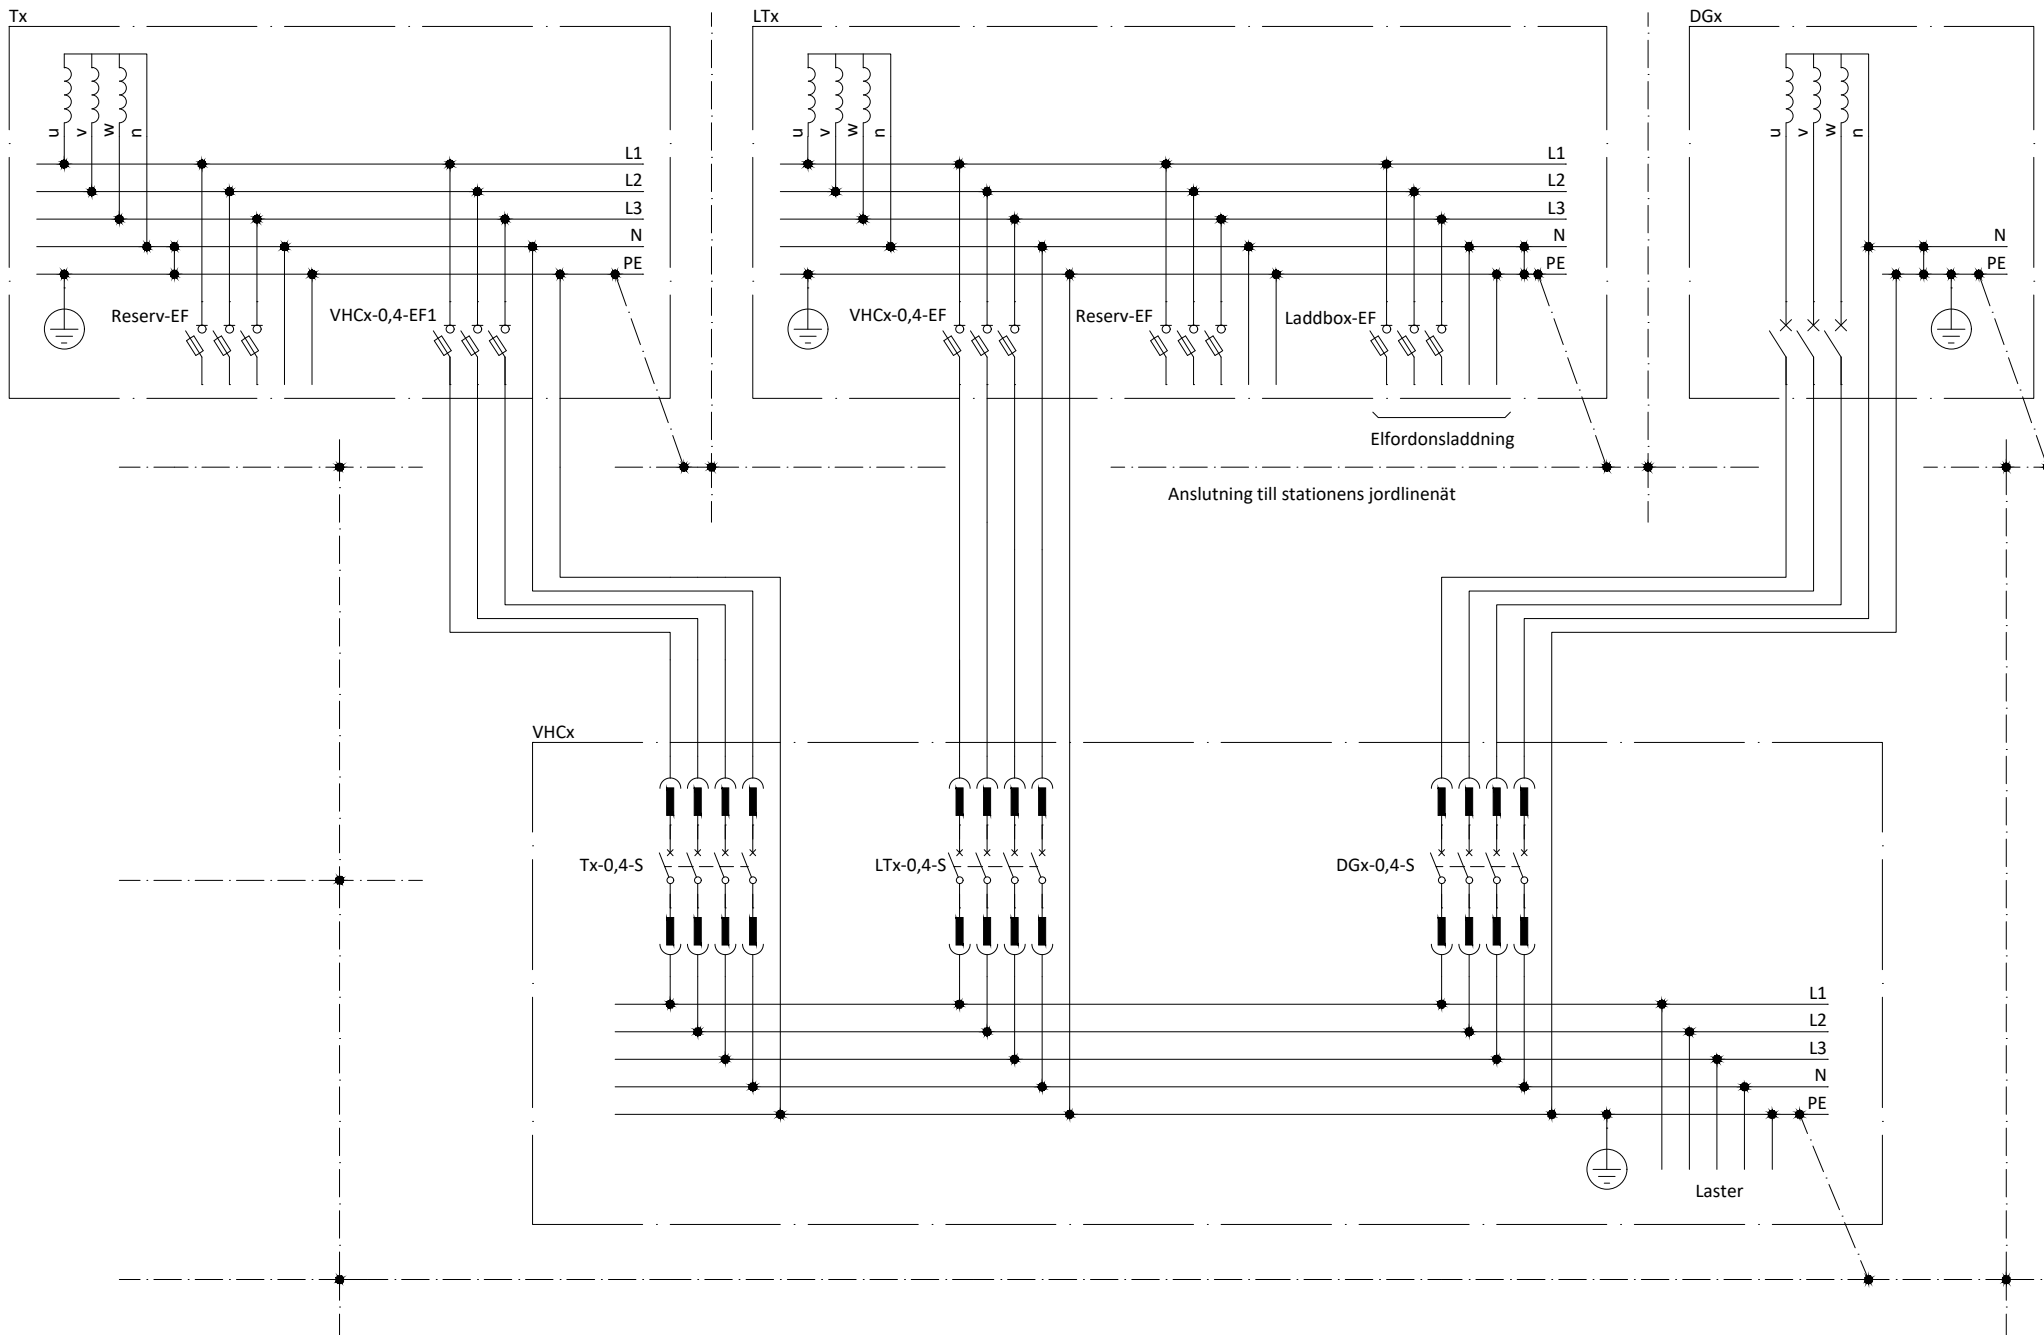 Tx
LTx
DGx
u v w n
u v w n
u v w n
L1
L2
L3
N
PE
L1
L2
L3
N
PE
N
PE
Reserv-EF
VHCx-0,4-EF1
VHCx-0,4-EF
Reserv-EF
Laddbox-EF
Elfordonsladdning
Anslutning till stationens jordlinenät
VHCx
Tx-0,4-S
LTx-0,4-S
DGx-0,4-S
L1
L2
L3
N
PE
Laster